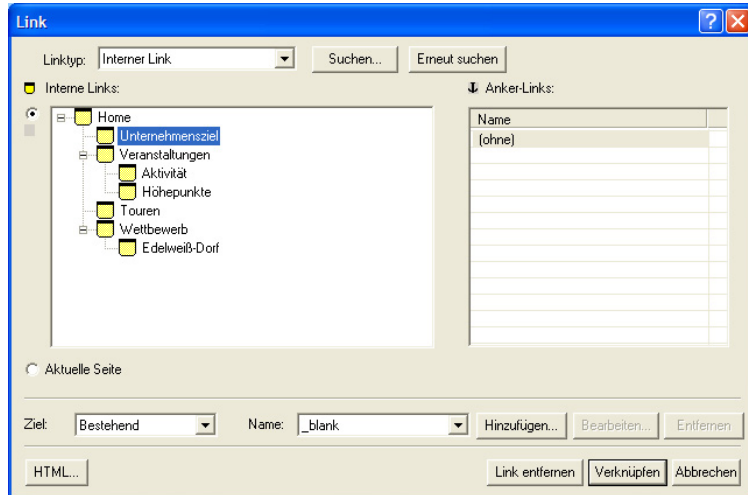 Link
Linktyp: Interner Link Suchen... Erneut suchen
Interne Links: Anker-Links:
Home Name
Unternehmensziel (ohne)
Veranstaltungen
Aktivität
Höhepunkte
Touren
Wettbewerb
Edelweiß-Dorf
Aktuelle Seite
Ziel: Bestehend Name: _blank Hinzufügen... Bearbeiten... Entfernen
HTML... Link entfernen Verknüpfen Abbrechen